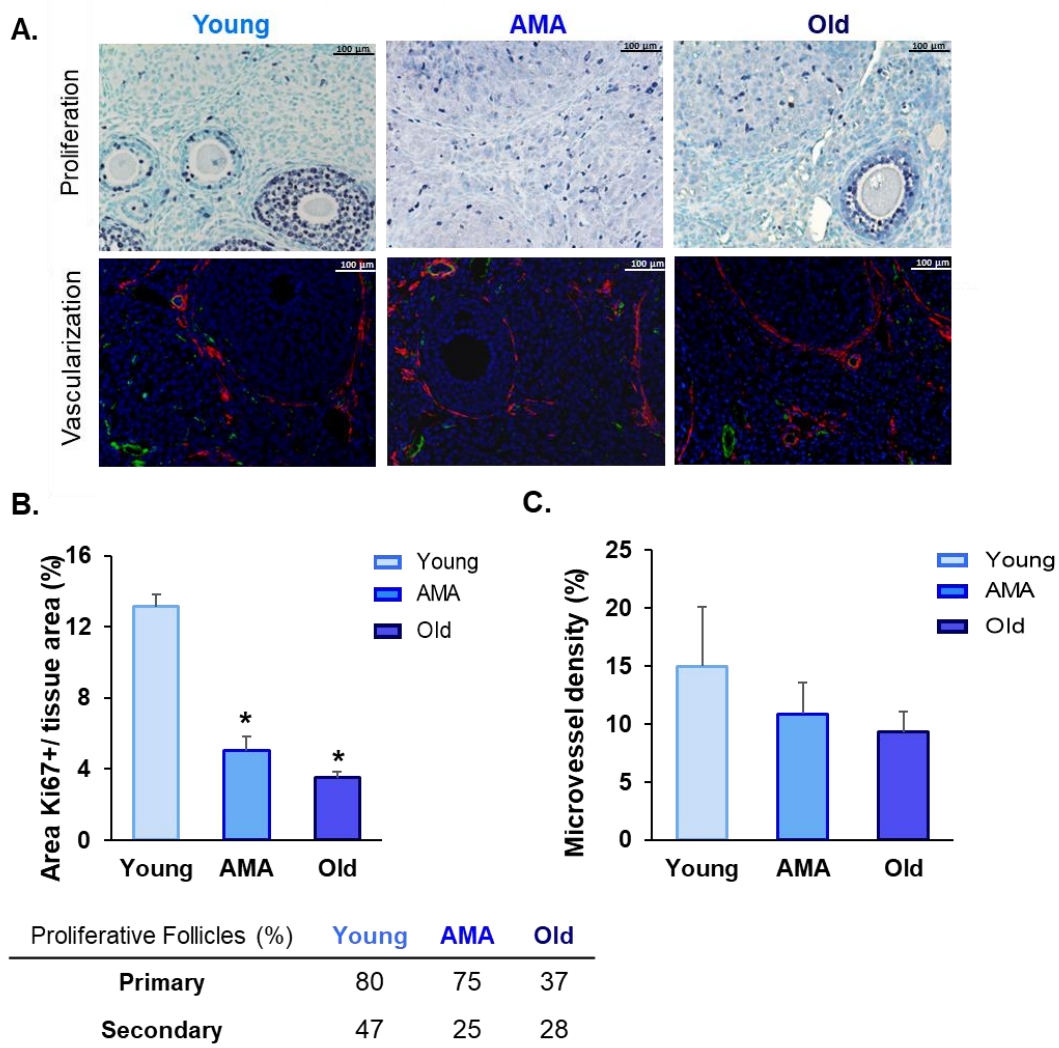 A.
Young AMA Old
Proliferation
100 µm 100 µm 100 µm
Vascularization
100 µm 100 µm 100 µm
B.
Area Ki67+/ tissue area (%)
16
12
8
4
0
Young
AMA
Old
* *
Young AMA Old
C.
Microvessel density (%)
25
20
15
10
5
0
Young
AMA
Old
Young AMA Old
Proliferative Follicles (%) Young AMA Old
Primary 80 75 37
Secondary 47 25 28